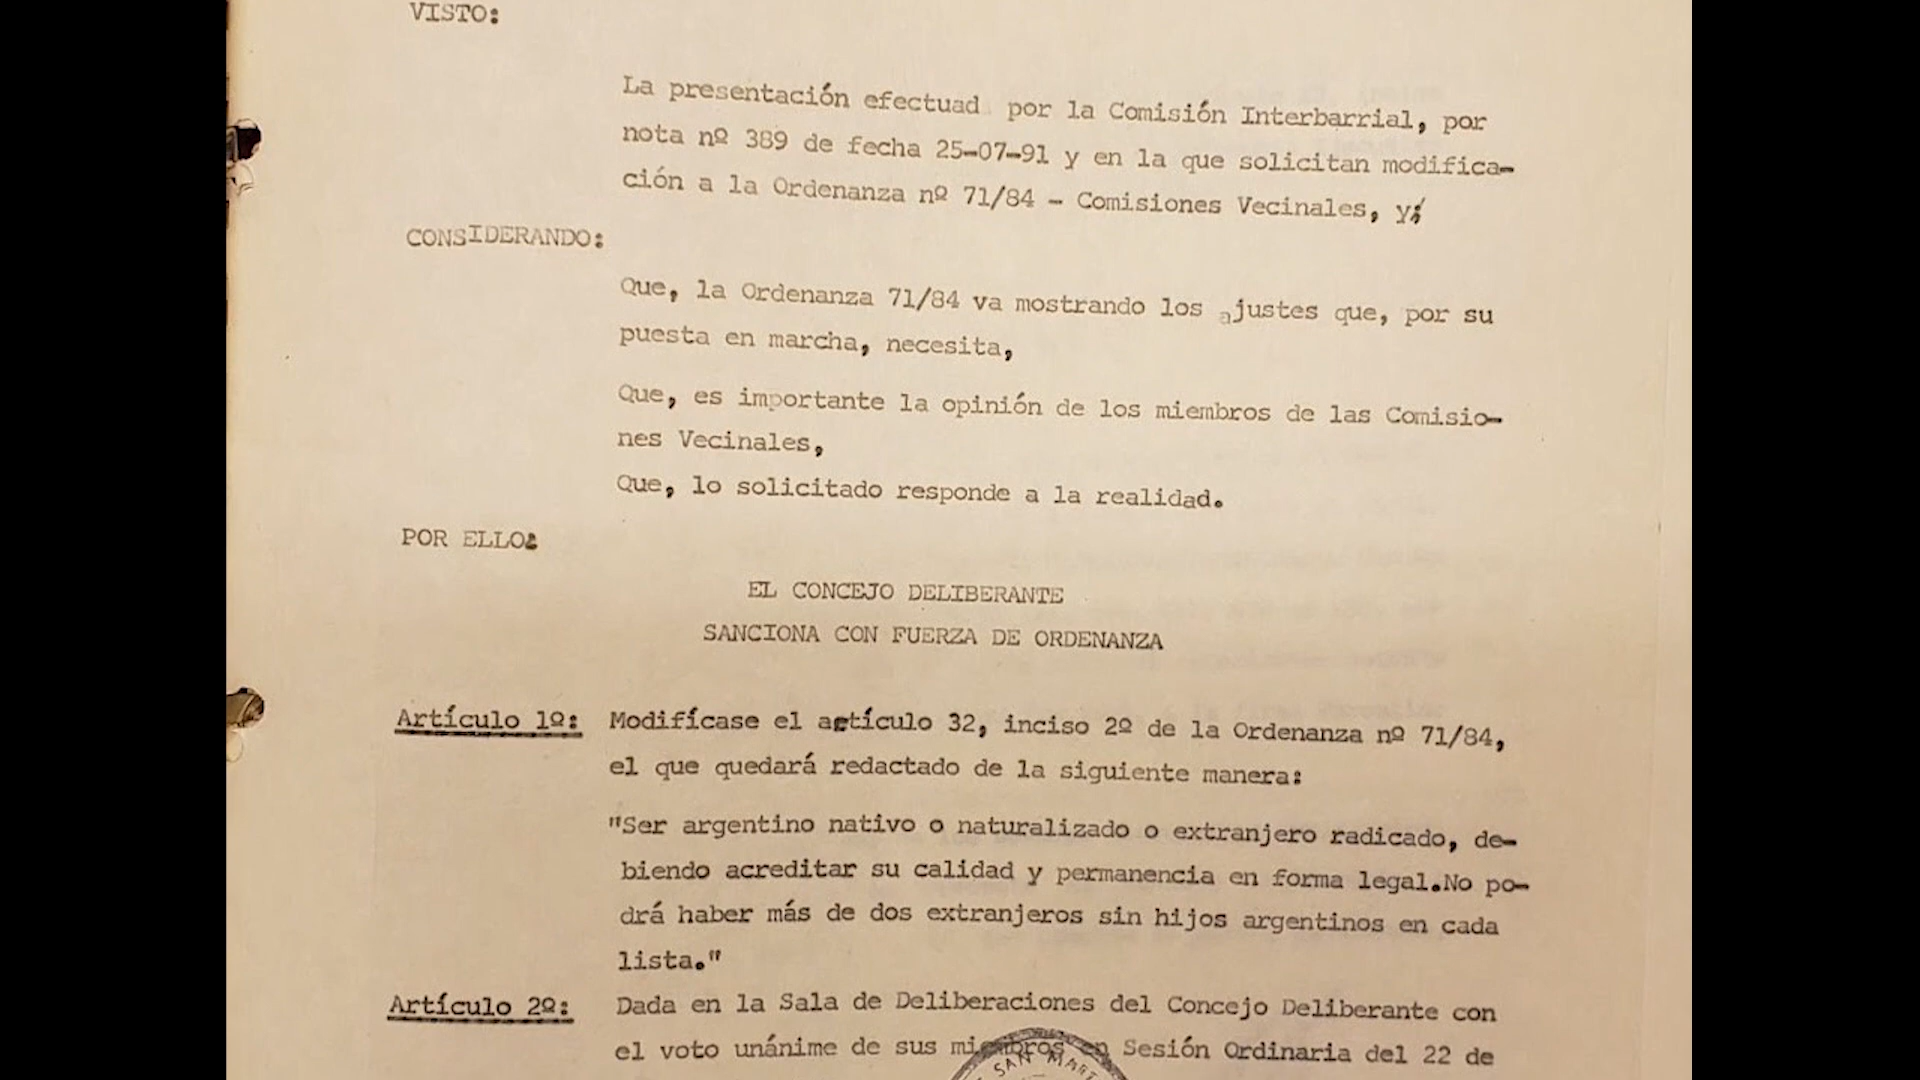 VISTO:
La presentación efectuad por la Comisión Interbarrial, por
nota nº 389 de fecha 25-07-91 y en la que solicitan modifica-
ción a la Ordenanza nº 71/84 - Comisiones Vecinales, y;
CONSIDERANDO:
Que, la Ordenanza 71/84 va mostrando los ajustes que, por su
puesta en marcha, necesita,
Que, es importante la opinión de los miembros de las Comisio-
nes Vecinales,
Que, lo solicitado responde a la realidad.
POR ELLO:
EL CONCEJO DELIBERANTE
SANCIONA CON FUERZA DE ORDENANZA
Artículo 1º: Modifícase el artículo 32, inciso 2º de la Ordenanza nº 71/84,
el que quedará redactado de la siguiente manera:
"Ser argentino nativo o naturalizado o extranjero radicado, de-
biendo acreditar su calidad y permanencia en forma legal.No po-
drá haber más de dos extranjeros sin hijos argentinos en cada
lista."
Artículo 2º: Dada en la Sala de Deliberaciones del Concejo Deliberante con
el voto unánime de sus miembros en Sesión Ordinaria del 22 de
SAN MART